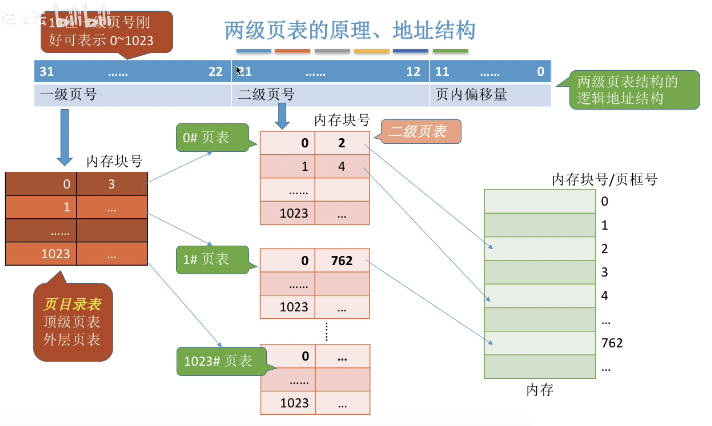 两级页表的原理、地址结构
级页号刚
好可表示 0~1023
31 …… 22 21 …… 12 11 …… 0
一级页号 二级页号 页内偏移量
两级页表结构的
逻辑地址结构
内存块号
0 3
1 …
……
1023 …
页目录表
顶级页表
外层页表
0# 页表
内存块号
二级页表
0 2
1 4
……
1023 …
1# 页表
0 762
……
1023 …
……
1023# 页表
0 …
……
1023 …
内存块号/页框号
0
1
2
3
4
…
762
…
内存